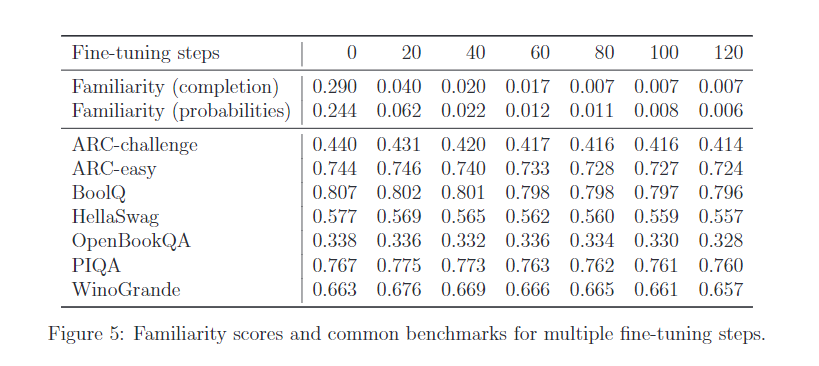 Fine-tuning steps 0 20 40 60 80 100 120
Familiarity (completion) 0.290 0.040 0.020 0.017 0.007 0.007 0.007
Familiarity (probabilities) 0.244 0.062 0.022 0.012 0.011 0.008 0.006
ARC-challenge 0.440 0.431 0.420 0.417 0.416 0.416 0.414
ARC-easy 0.744 0.746 0.740 0.733 0.728 0.727 0.724
BoolQ 0.807 0.802 0.801 0.798 0.798 0.797 0.796
HellaSwag 0.577 0.569 0.565 0.562 0.560 0.559 0.557
OpenBookQA 0.338 0.336 0.332 0.336 0.334 0.330 0.328
PIQA 0.767 0.775 0.773 0.763 0.762 0.761 0.760
WinoGrande 0.663 0.676 0.669 0.666 0.665 0.661 0.657
Figure 5: Familiarity scores and common benchmarks for multiple fine-tuning steps.